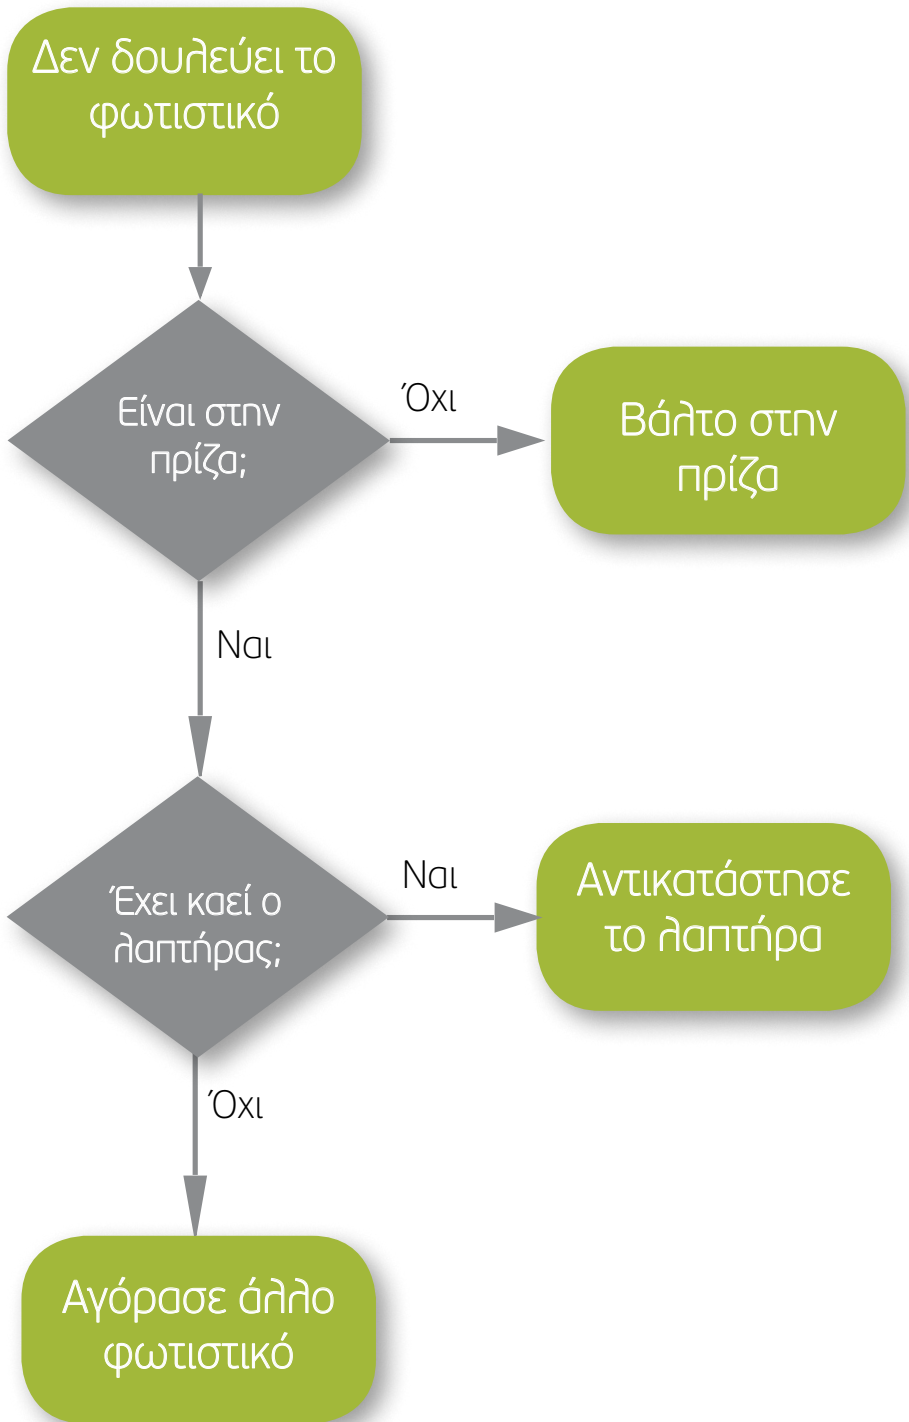 Δεν δουλεύει το
φωτιστικό
Είναι στην
πρίζα;
Όχι
Βάλτο στην
πρίζα
Ναι
Έχει καεί ο
λαπτήρας;
Ναι
Αντικατάστησε
το λαπτήρα
Όχι
Αγόρασε άλλο
φωτιστικό